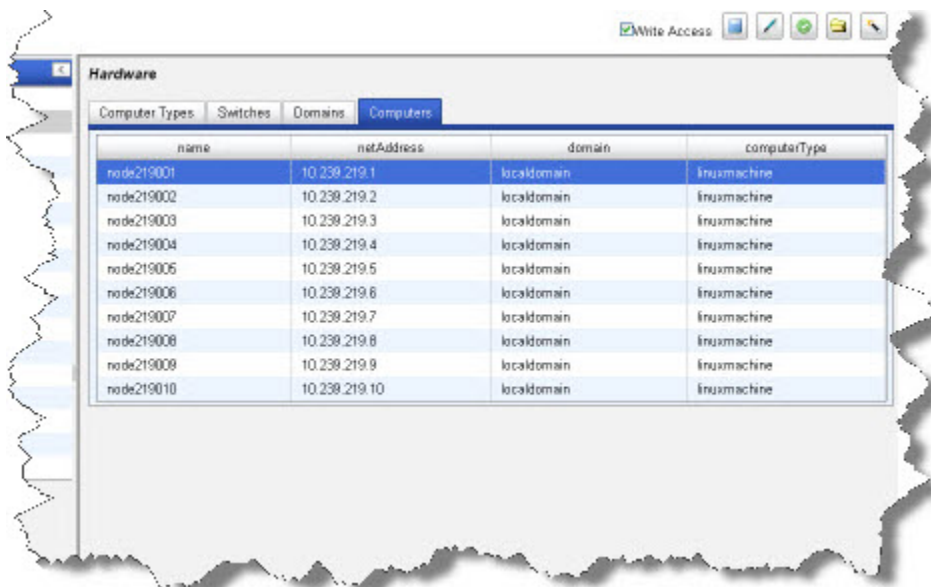 Write Access
Hardware
Computer Types Switches Domains Computers
name netAddress domain computerType
node219001 10.239.219.1 localdomain linuxmachine
node219002 10.239.219.2 localdomain linuxmachine
node219003 10.239.219.3 localdomain linuxmachine
node219004 10.239.219.4 localdomain linuxmachine
node219005 10.239.219.5 localdomain linuxmachine
node219006 10.239.219.6 localdomain linuxmachine
node219007 10.239.219.7 localdomain linuxmachine
node219008 10.239.219.8 localdomain linuxmachine
node219009 10.239.219.9 localdomain linuxmachine
node219010 10.239.219.10 localdomain linuxmachine